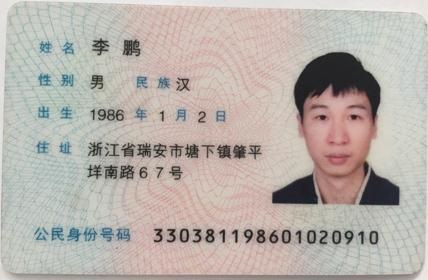 姓名 李鹏
性别 男 民族 汉
出生 1986 年 1 月 2 日
住址 浙江省瑞安市塘下镇肇平
垟南路67号
公民身份号码 330381198601020910